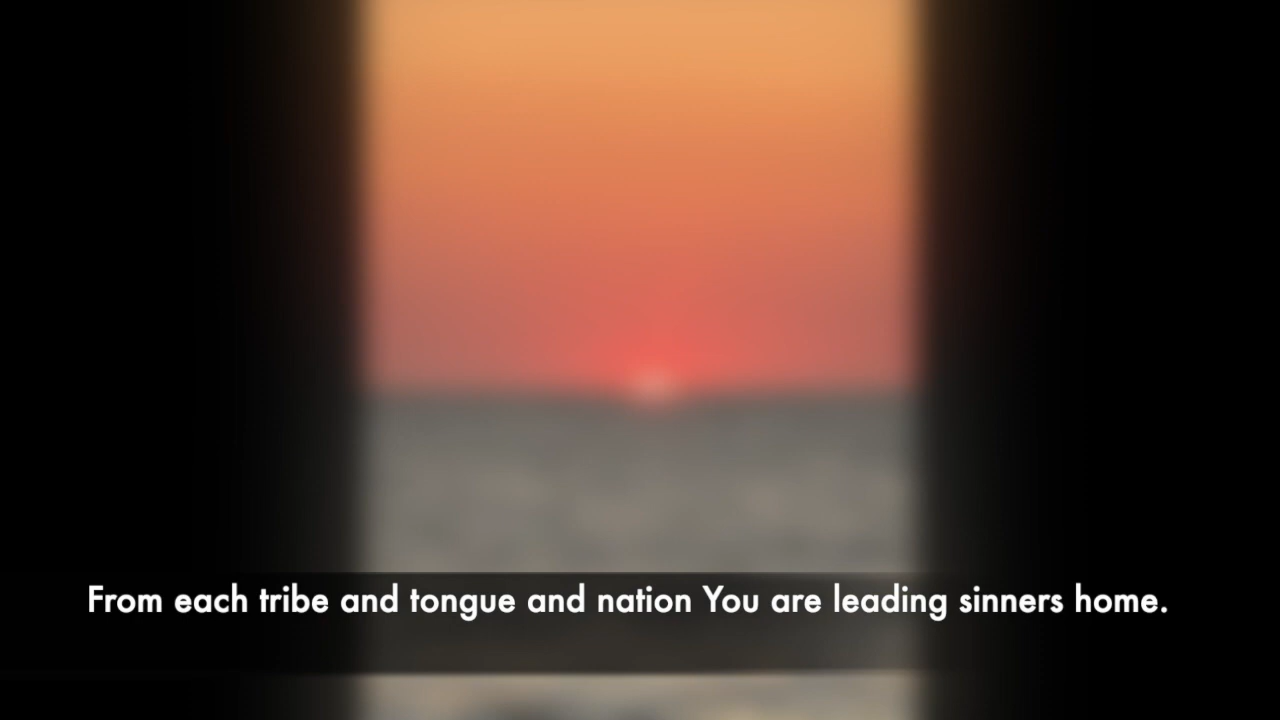 From each tribe and tongue and nation You are leading sinners home.